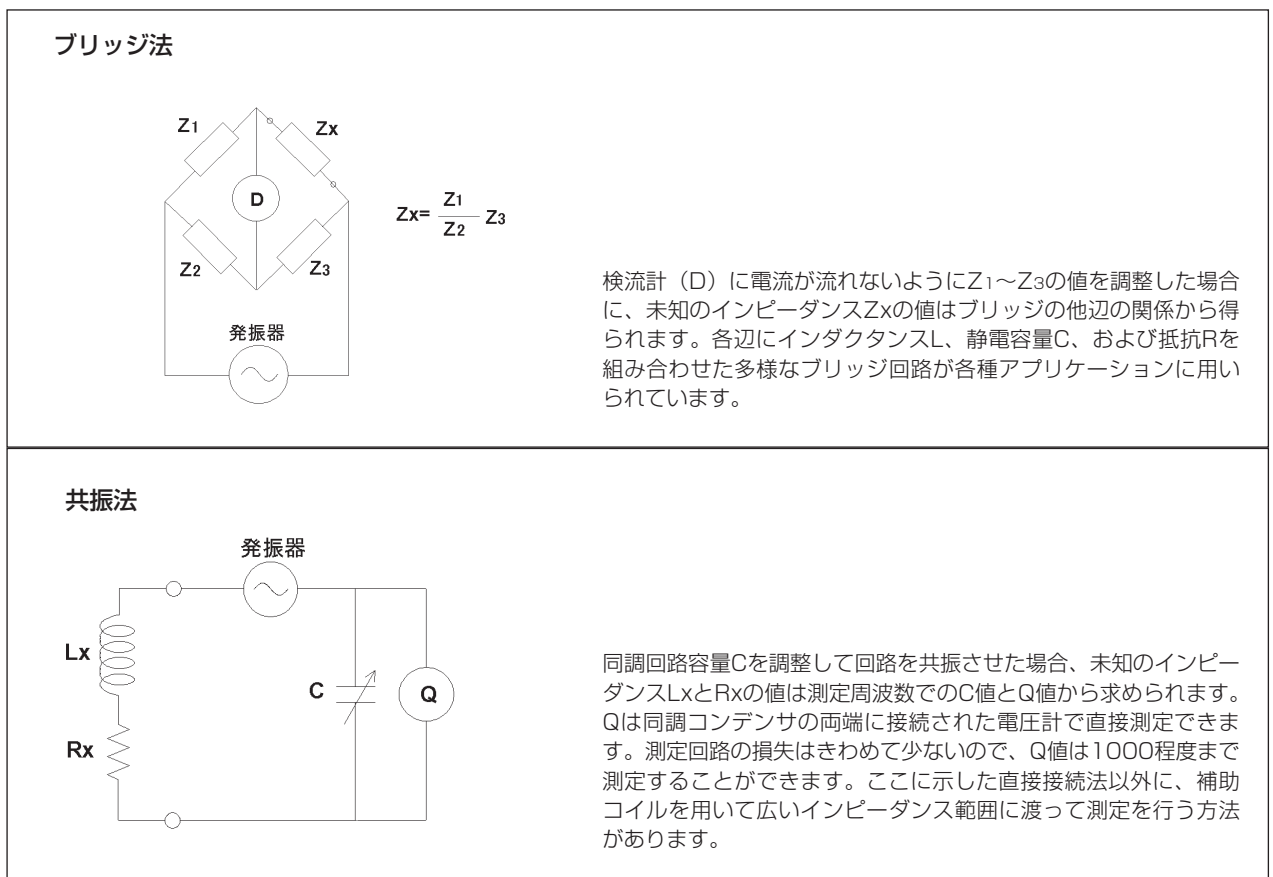 ブリッジ法
Z1
Zx
D
Z2
Z3
発振器
Zx= Z1/Z2 Z3
検流計（D）に電流が流れないようにZ1〜Z3の値を調整した場合
に、未知のインピーダンスZxの値はブリッジの他辺の関係から得
られます。各辺にインダクタンスL、静電容量C、および抵抗Rを
組み合わせた多様なブリッジ回路が各種アプリケーションに用い
られています。
共振法
発振器
Lx
C
Q
Rx
同調回路容量Cを調整して回路を共振させた場合、未知のインピー
ダンスLxとRxの値は測定周波数でのC値とQ値から求められます。
Qは同調コンデンサの両端に接続された電圧計で直接測定できま
す。測定回路の損失はきわめて少ないので、Q値は1000程度まで
測定することができます。ここに示した直接接続法以外に、補助
コイルを用いて広いインピーダンス範囲に渡って測定を行う方法
があります。